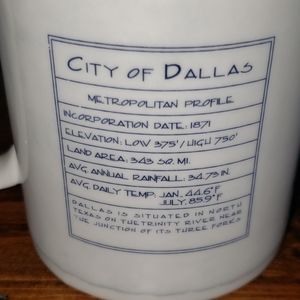 CITY OF DALLAS
METROPOLITAN PROFILE
INCORPORATION DATE: 1871
ELEVATION: LOW 375'/HIGH 750'
LAND AREA: 343 SQ. MI.
AVG. ANNUAL RAINFALL: 34.73 IN.
AVG DAILY TEMP: JAN. 44.6°F
JULY. 85.9°F
DALLAS IS SITUATED IN NORTH
TEXAS ON THE TRINITY RIVER NEAR
THE JUNCTION OF ITS THREE FORKS